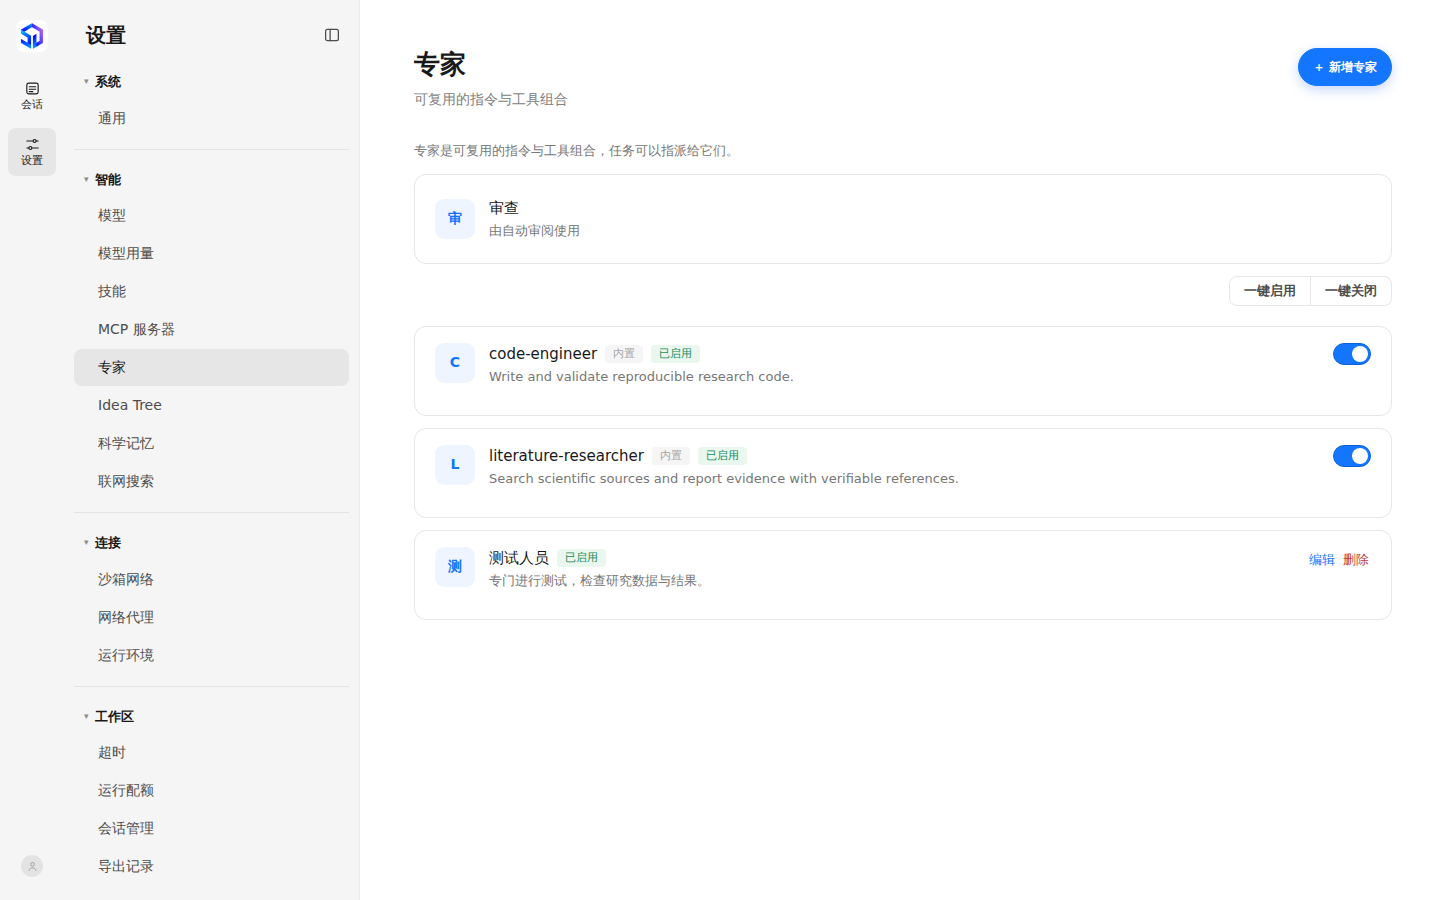 会话
设置
设置
系统
通用
智能
模型
模型用量
技能
MCP 服务器
专家
Idea Tree
科学记忆
联网搜索
连接
沙箱网络
网络代理
运行环境
工作区
超时
运行配额
会话管理
导出记录
专家
可复用的指令与工具组合
+ 新增专家
专家是可复用的指令与工具组合，任务可以指派给它们。
审
审查
由自动审阅使用
一键启用 一键关闭
C
code-engineer 内置 已启用
Write and validate reproducible research code.
L
literature-researcher 内置 已启用
Search scientific sources and report evidence with verifiable references.
测
测试人员 已启用
专门进行测试，检查研究数据与结果。
编辑 删除